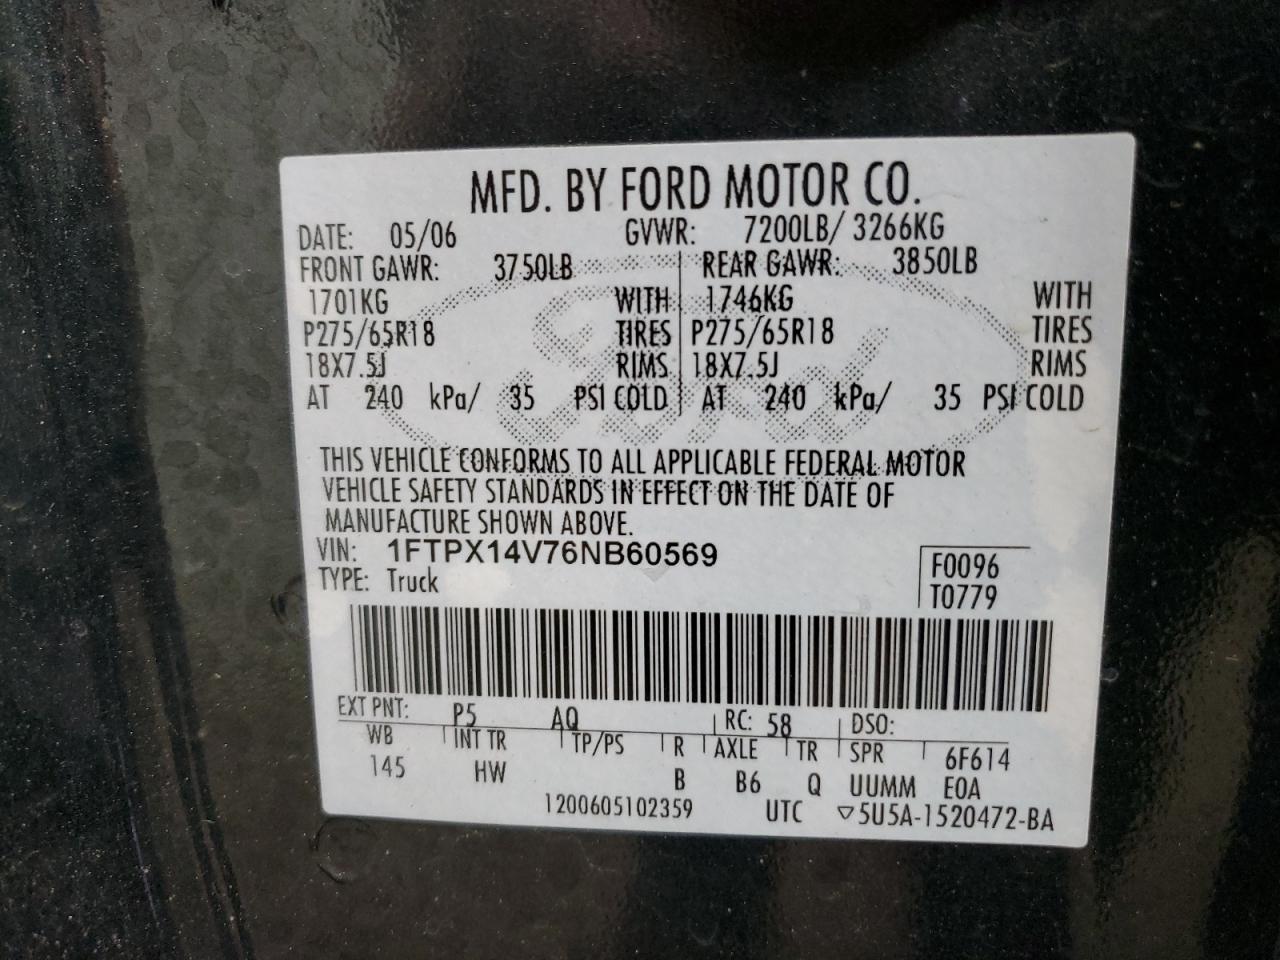 MFD. BY FORD MOTOR CO.
DATE: 05/06 GVWR: 7200LB/ 3266KG
FRONT GAWR: 3750LB REAR GAWR: 3850LB
1701KG WITH 1746KG WITH
P275/65R18 TIRES P275/65R18 TIRES
18X7.5J RIMS 18X7.5J RIMS
AT 240 kPa/ 35 PSI COLD AT 240 kPa/ 35 PSI COLD
Ford
THIS VEHICLE CONFORMS TO ALL APPLICABLE FEDERAL MOTOR
VEHICLE SAFETY STANDARDS IN EFFECT ON THE DATE OF
MANUFACTURE SHOWN ABOVE.
VIN: 1FTPX14V76NB60569 F0096
TYPE: Truck T0779
EXT PNT: P5 AQ RC: 58 DSO:
WB INT TR TP/PS R AXLE TR SPR 6F614
145 HW B B6 Q UUMM EOA
1200605102359 UTC ▽5U5A-1520472-BA